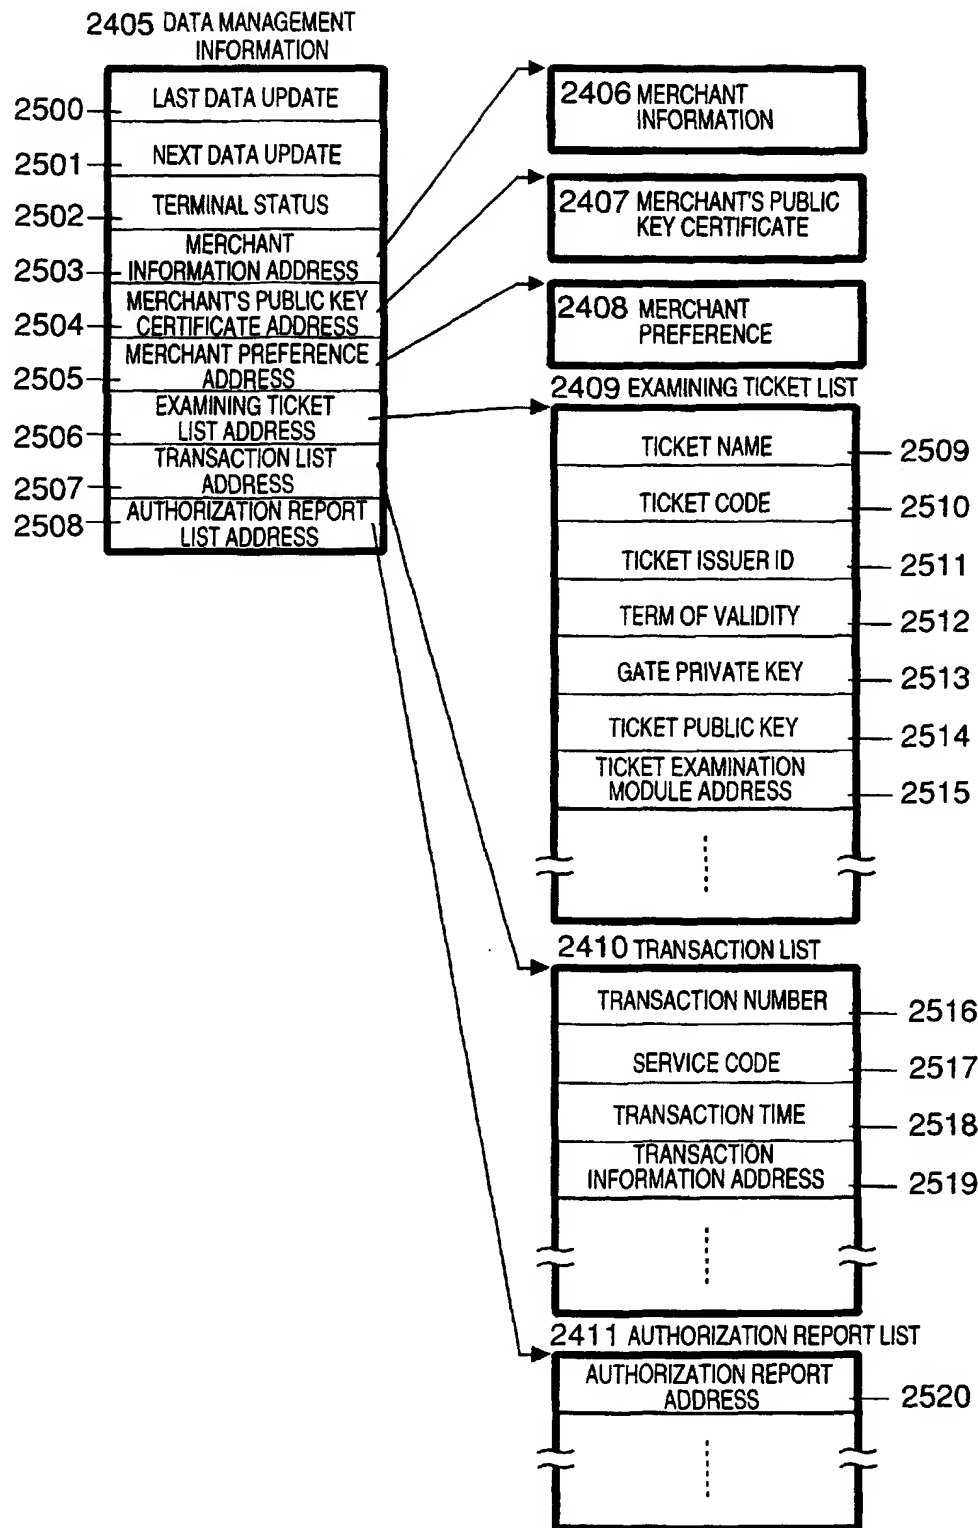 2405 DATA MANAGEMENT
INFORMATION
2500
LAST DATA UPDATE
2501
NEXT DATA UPDATE
2502
TERMINAL STATUS
2503
MERCHANT
INFORMATION ADDRESS
2504
MERCHANT'S PUBLIC KEY
CERTIFICATE ADDRESS
2505
MERCHANT PREFERENCE
ADDRESS
2506
EXAMINING TICKET
LIST ADDRESS
2507
TRANSACTION LIST
ADDRESS
2508
AUTHORIZATION REPORT
LIST ADDRESS
2406 MERCHANT
INFORMATION
2407 MERCHANT'S PUBLIC
KEY CERTIFICATE
2408 MERCHANT
PREFERENCE
2409 EXAMINING TICKET LIST
TICKET NAME
2509
TICKET CODE
2510
TICKET ISSUER ID
2511
TERM OF VALIDITY
2512
GATE PRIVATE KEY
2513
TICKET PUBLIC KEY
2514
TICKET EXAMINATION
MODULE ADDRESS
2515
2410 TRANSACTION LIST
TRANSACTION NUMBER
2516
SERVICE CODE
2517
TRANSACTION TIME
2518
TRANSACTION
INFORMATION ADDRESS
2519
2411 AUTHORIZATION REPORT LIST
AUTHORIZATION REPORT
ADDRESS
2520